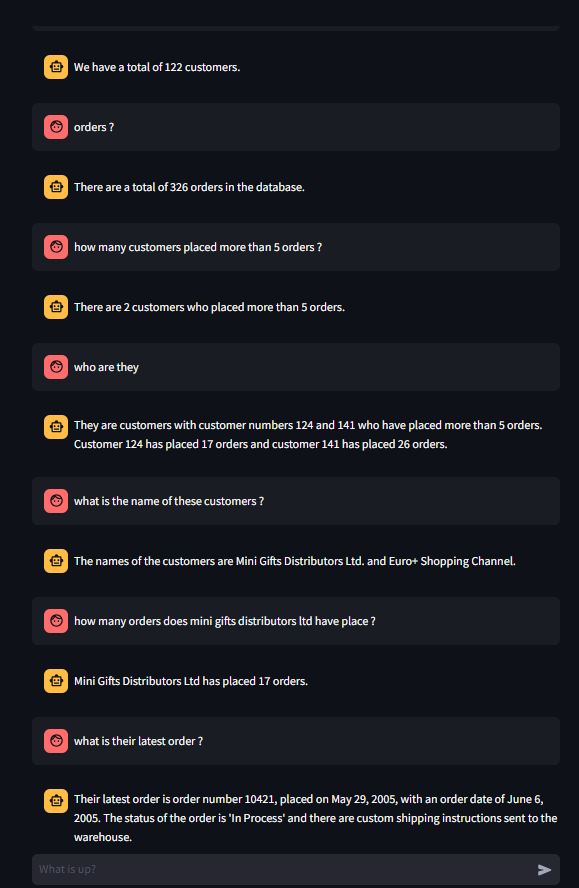 We have a total of 122 customers.
orders ?
There are a total of 326 orders in the database.
how many customers placed more than 5 orders ?
There are 2 customers who placed more than 5 orders.
who are they
They are customers with customer numbers 124 and 141 who have placed more than 5 orders.
Customer 124 has placed 17 orders and customer 141 has placed 26 orders.
what is the name of these customers ?
The names of the customers are Mini Gifts Distributors Ltd. and Euro+ Shopping Channel.
how many orders does mini gifts distributors ltd have place ?
Mini Gifts Distributors Ltd has placed 17 orders.
what is their latest order ?
Their latest order is order number 10421, placed on May 29, 2005, with an order date of June 6,
2005. The status of the order is 'In Process' and there are custom shipping instructions sent to the
warehouse.
What is up?